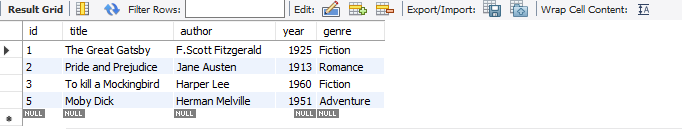 Result Grid Filter Rows: Edit: Export/Import: Wrap Cell Content: IA
id title author year genre
1 The Great Gatsby F.Scott Fitzgerald 1925 Fiction
2 Pride and Prejudice Jane Austen 1913 Romance
3 To kill a Mockingbird Harper Lee 1960 Fiction
5 Moby Dick Herman Melville 1951 Adventure
NULL NULL NULL NULL NULL